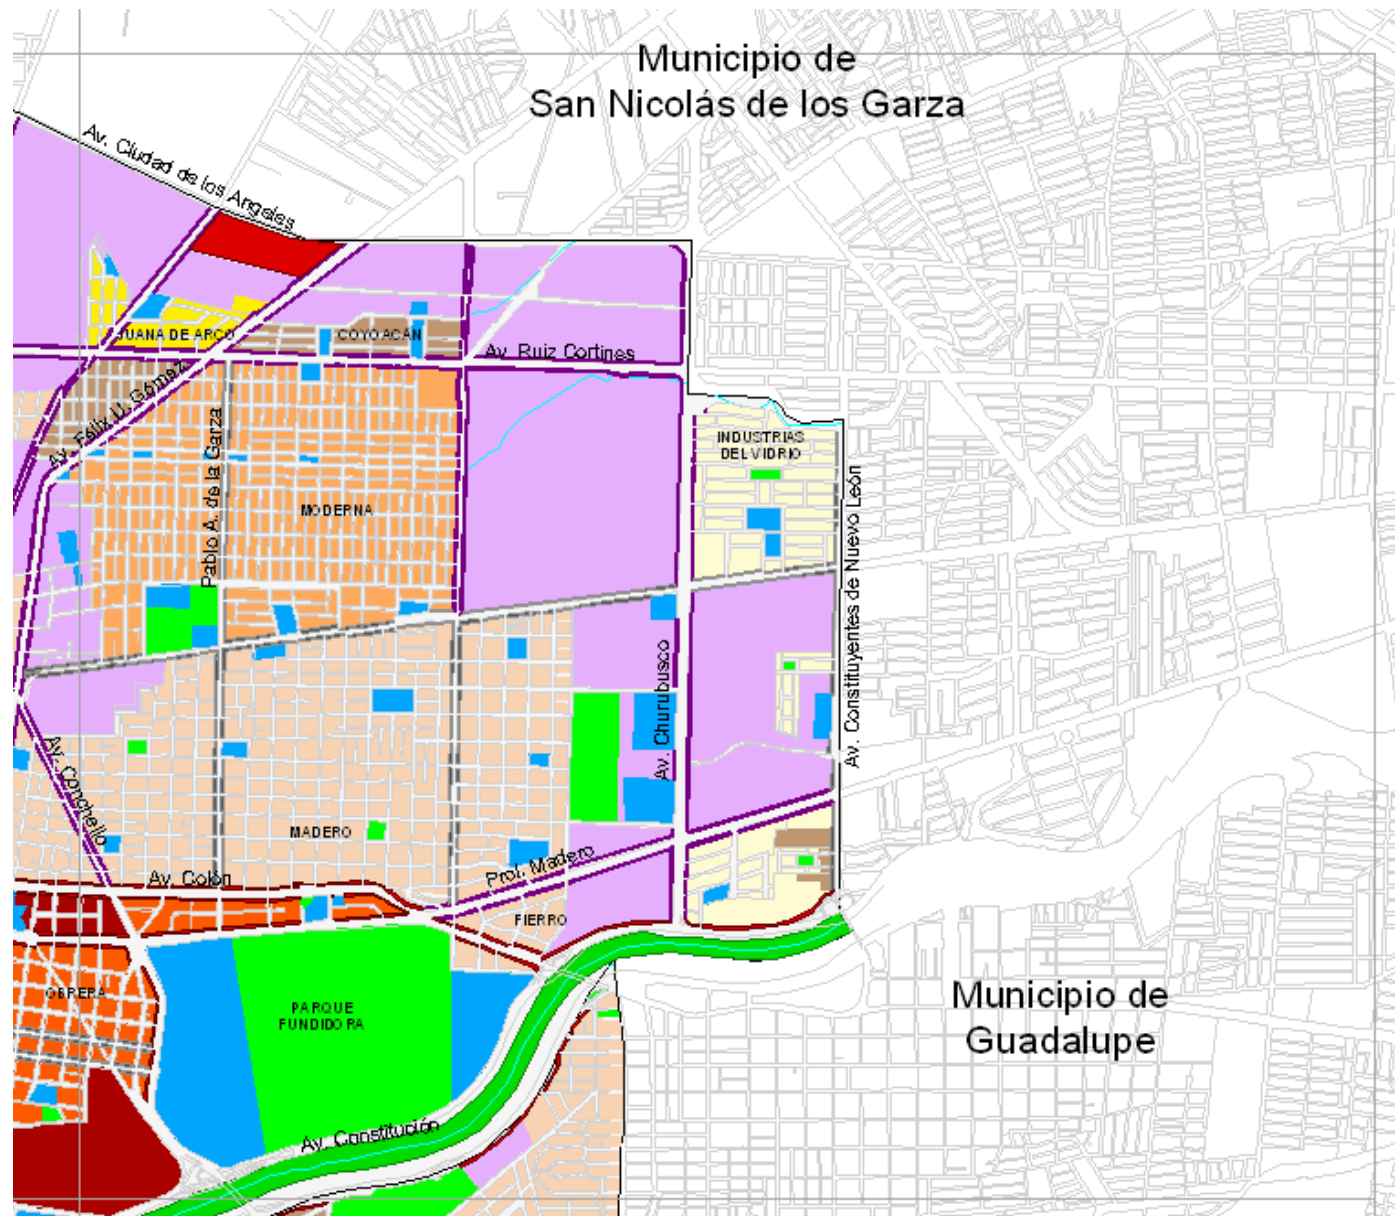 Municipio de
San Nicolás de los Garza
Av. Ciudad de los Angeles
JUANA DE ARCO
COYOACÁN
Av. Ruiz Cortines
Av. Félix U. Gómez
Pablo A. de la Garza
INDUSTRIAS
DEL VIDRIO
MODERNA
Av. Constituyentes de Nuevo León
Av. Churubusco
Av. Conchello
MADERO
Prol. Madero
Av. Colón
FIERRO
OBRERA
PARQUE
FUNDIDORA
Municipio de
Guadalupe
Av. Constitución